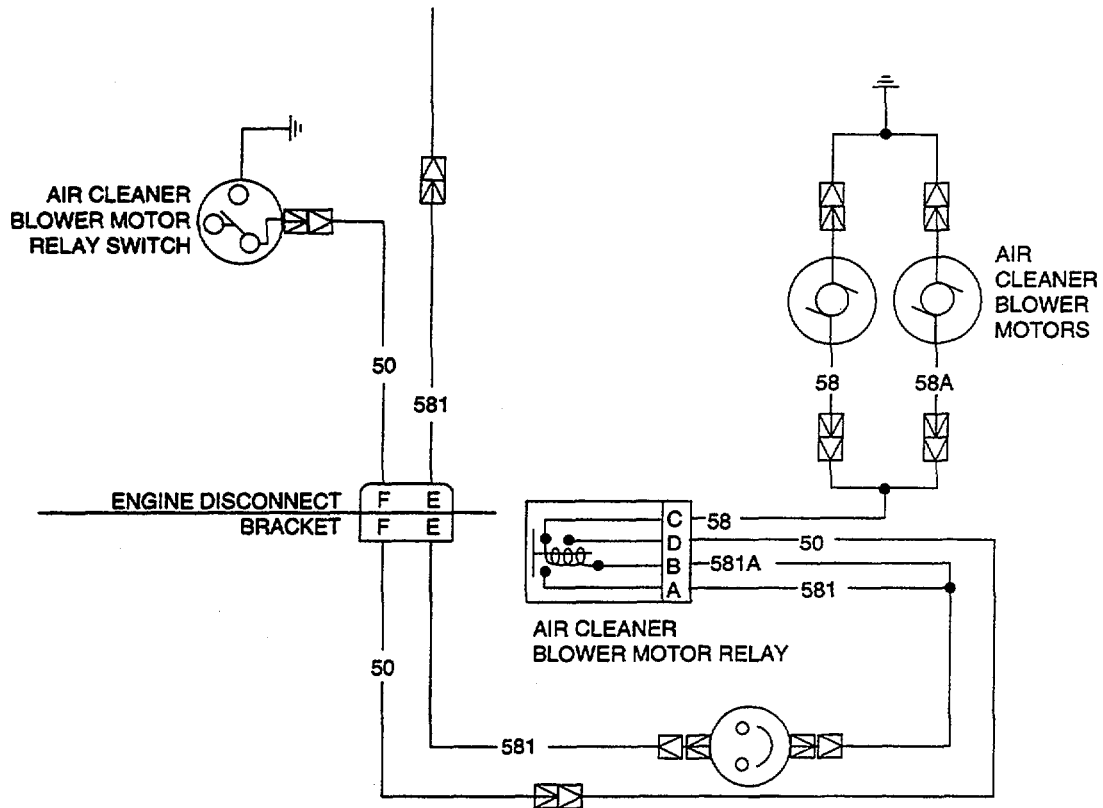 AIR CLEANER
BLOWER MOTOR
RELAY SWITCH
AIR
CLEANER
BLOWER
MOTORS
50
581
58
58A
ENGINE DISCONNECT
BRACKET
F E
F E
C 58
D 50
B 581A
A 581
AIR CLEANER
BLOWER MOTOR RELAY
50
581